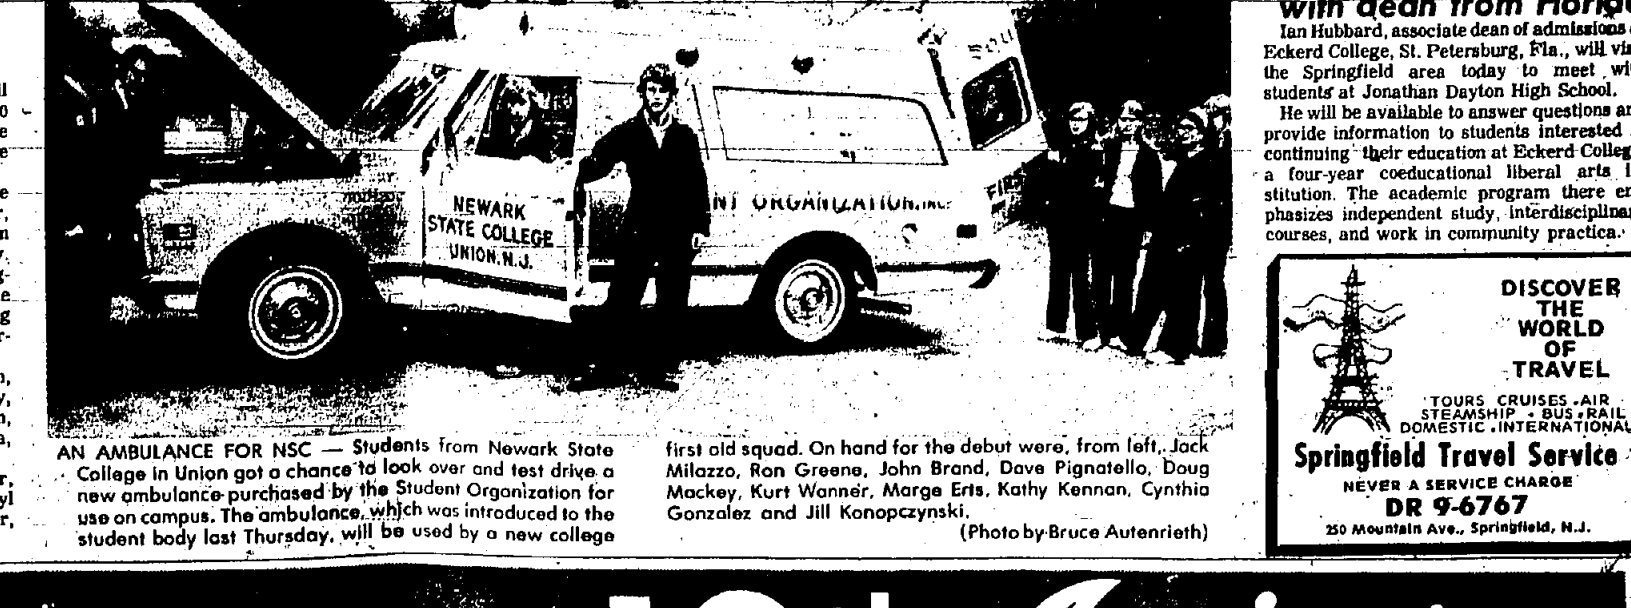 NEWARK
STATE COLLEGE
UNION, N.J.
NT ORGANIZATION, INC.
FIRS
AN AMBULANCE FOR NSC — Students from Newark State
College in Union got a chance to look over and test drive a
new ambulance purchased by the Student Organization for
use on campus. The ambulance, which was introduced to the
student body last Thursday, will be used by a new college
first aid squad. On hand for the debut were, from left, Jack
Milazzo, Ron Greene, John Brand, Dave Pignatello, Doug
Mackey, Kurt Wanner, Marge Erts, Kathy Kennan, Cynthia
Gonzalez and Jill Konopczynski.
(Photo by Bruce Autenrieth)
with dean from Florida
Ian Hubbard, associate dean of admissions
Eckerd College, St. Petersburg, Fla., will vis
the Springfield area today to meet wi
students at Jonathan Dayton High School.
He will be available to answer questions an
provide information to students interested
continuing their education at Eckerd Colleg
a four-year coeducational liberal arts i
stitution. The academic program there em
phasizes independent study, interdisciplinar
courses, and work in community practica.
DISCOVER
THE
WORLD
OF
TRAVEL
TOURS CRUISES . AIR
STEAMSHIP . BUS . RAIL
DOMESTIC . INTERNATIONAL
Springfield Travel Service
NEVER A SERVICE CHARGE
DR 9-6767
250 Mountain Ave., Springfield, N.J.